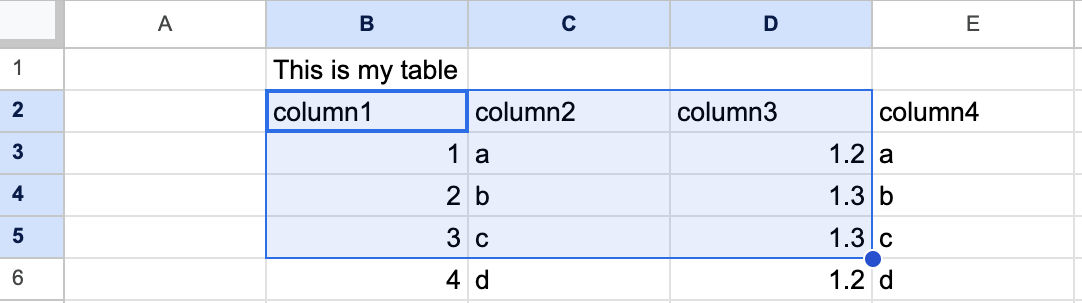 A B C D E
1 This is my table
2 column1 column2 column3 column4
3 1 a 1.2 a
4 2 b 1.3 b
5 3 c 1.3 c
6 4 d 1.2 d